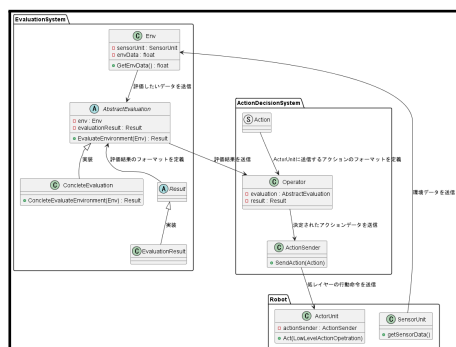 EvaluationSystem
C Env
sensorUnit : SensorUnit
envData : float
GetEnvData() : float
評価したいデータを送信
A AbstractEvaluation
env : Env
evaluationResult : Result
EvaluateEnvironment(Env) : Result
実装
評価結果のフォーマットを定義
C ConcleteEvaluation
ConcleteEvaluateEnvironment(Env) : Result
A Result
実装
C EvaluationResult
評価結果を送信
ActionDecisionSystem
S Action
ActorUnitに送信するアクションのフォーマットを定義
C Operator
evaluation : AbstractEvaluation
result : Result
決定されたアクションデータを送信
C ActionSender
SendAction(Action)
低レイヤーの行動命令を送信
環境データを送信
Robot
C ActorUnit
actionSender : ActionSender
Act(LowLevelActionOpetration)
C SensorUnit
getSensorData()